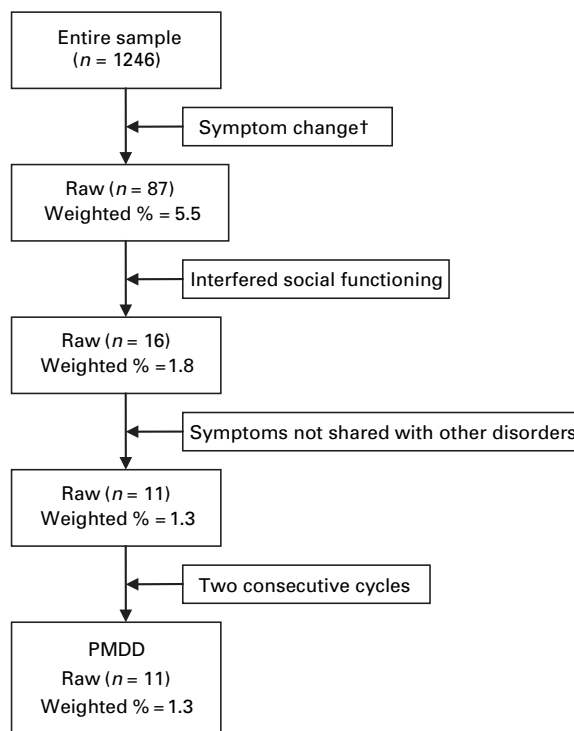 Entire sample
(n = 1246)
Symptom change†
Raw (n = 87)
Weighted % = 5.5
Interfered social functioning
Raw (n = 16)
Weighted % = 1.8
Symptoms not shared with other disorders
Raw (n = 11)
Weighted % = 1.3
Two consecutive cycles
PMDD
Raw (n = 11)
Weighted % = 1.3